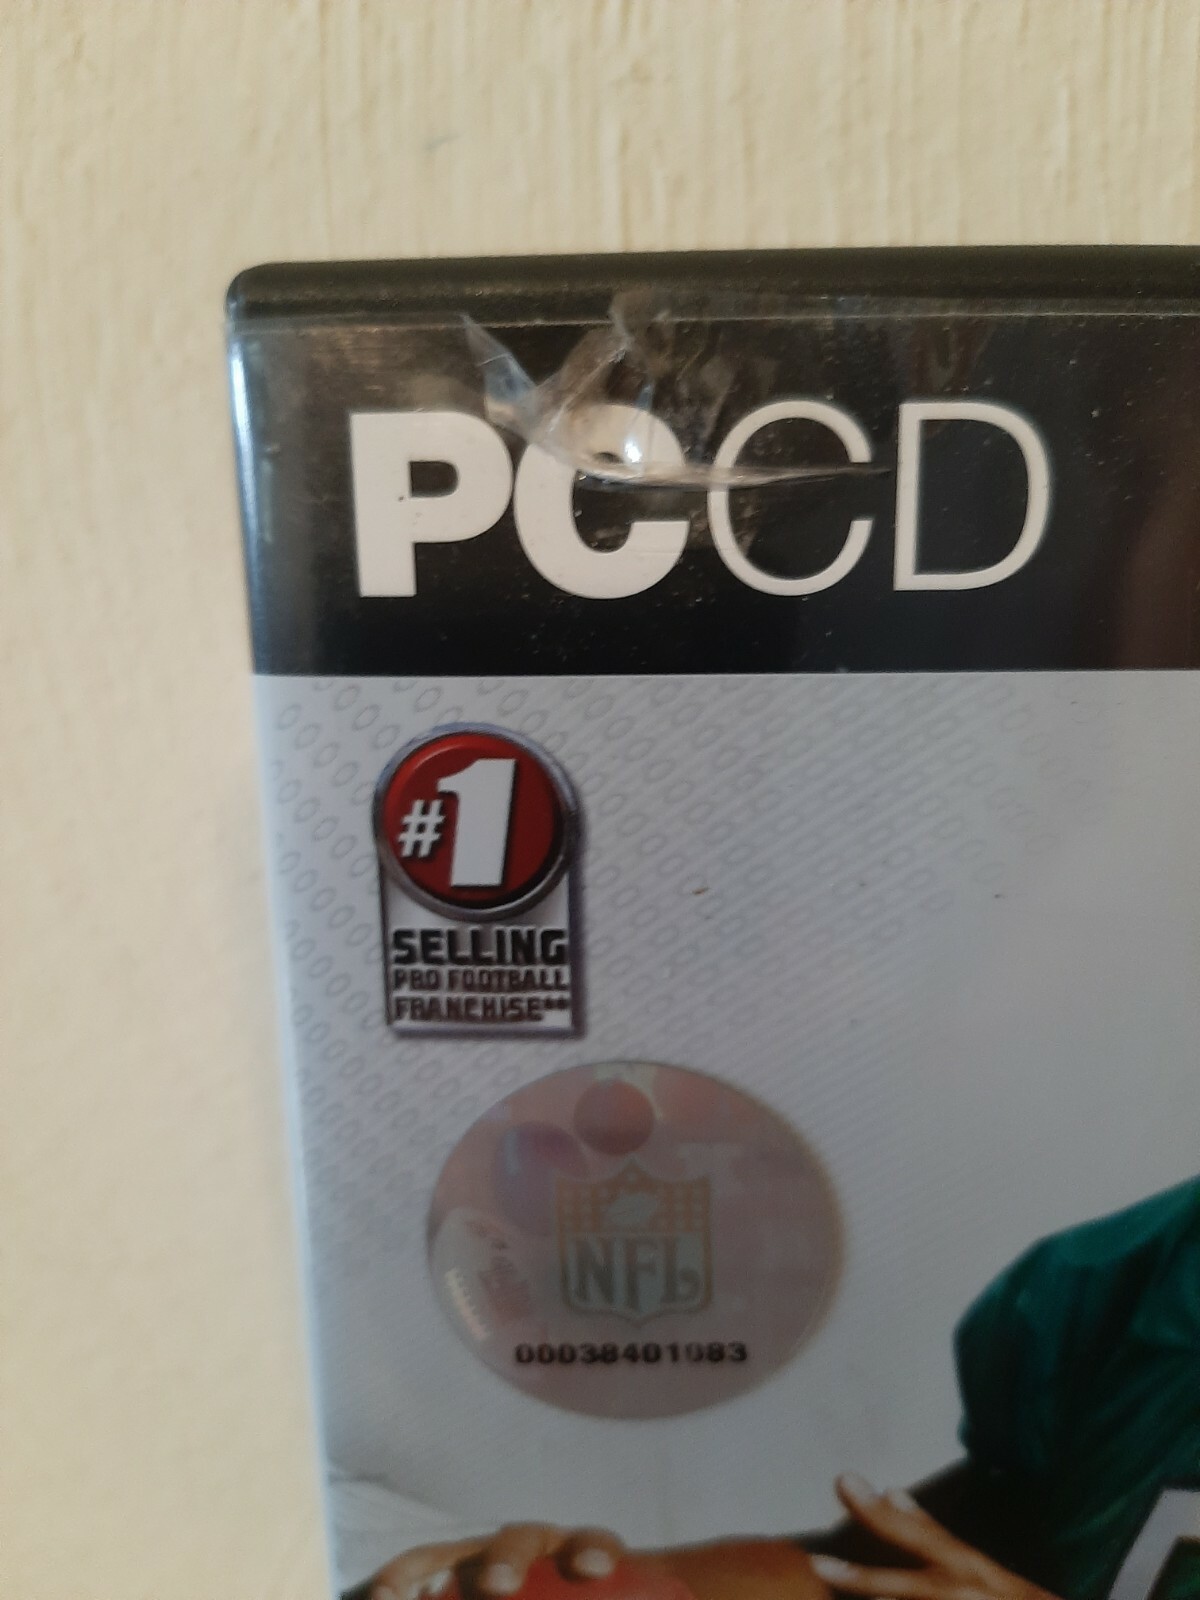 PCCD
#1
SELLING
PRO FOOTBALL
FRANCHISE**
NFL
00038401083